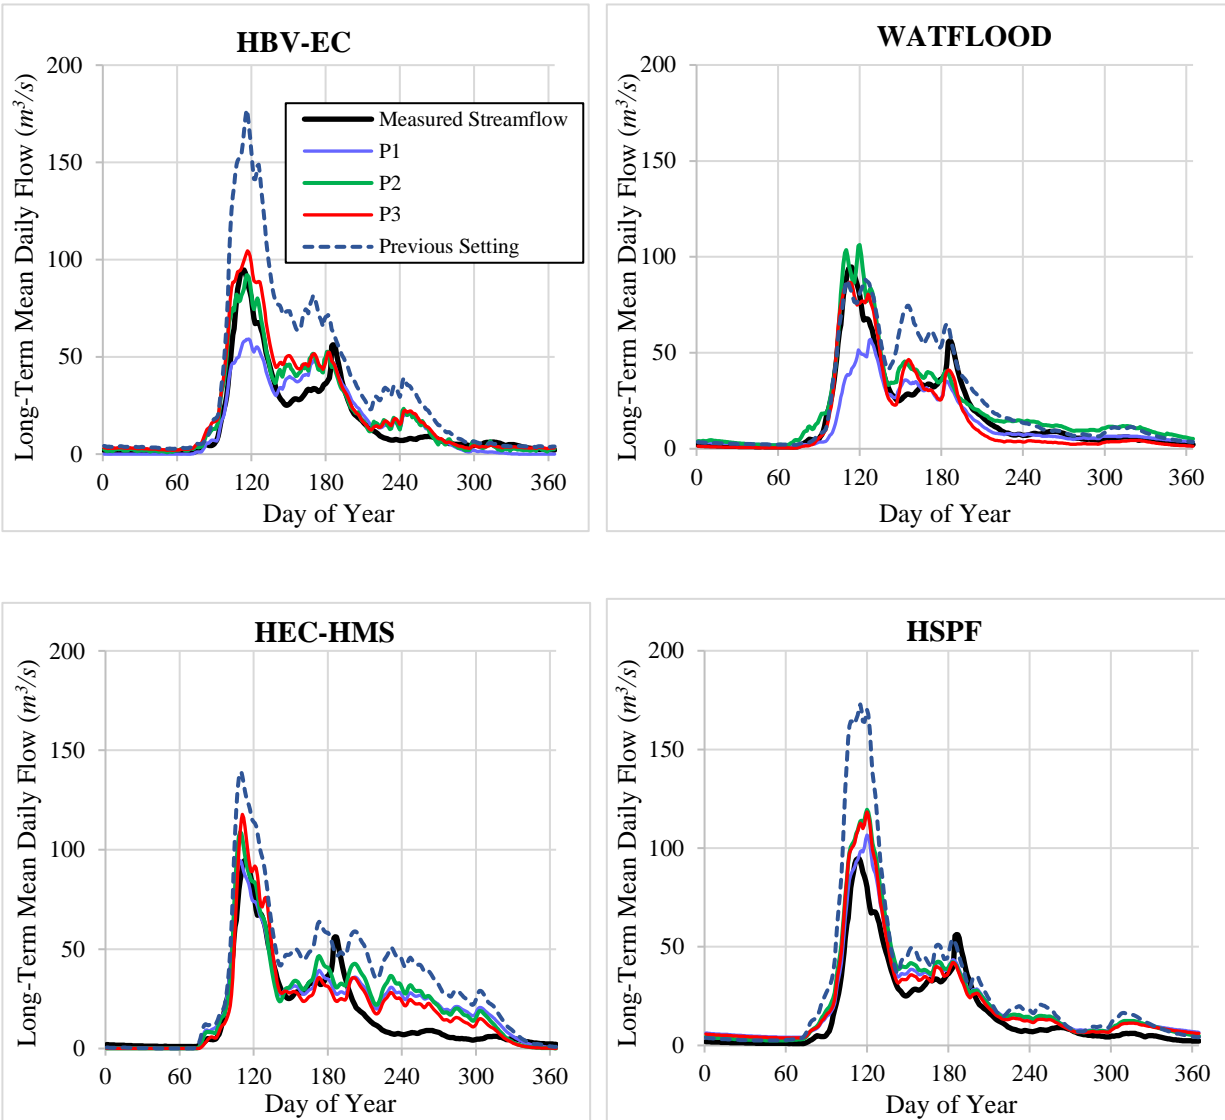 HBV-EC
Long-Term Mean Daily Flow (m³/s)
200
150
100
50
0
Measured Streamflow
P1
P2
P3
Previous Setting
0 60 120 180 240 300 360
Day of Year
WATFLOOD
Long-Term Mean Daily Flow (m³/s)
200
150
100
50
0
0 60 120 180 240 300 360
Day of Year
HEC-HMS
Long-Term Mean Daily Flow (m³/s)
200
150
100
50
0
0 60 120 180 240 300 360
Day of Year
HSPF
Long-Term Mean Daily Flow (m³/s)
200
150
100
50
0
0 60 120 180 240 300 360
Day of Year